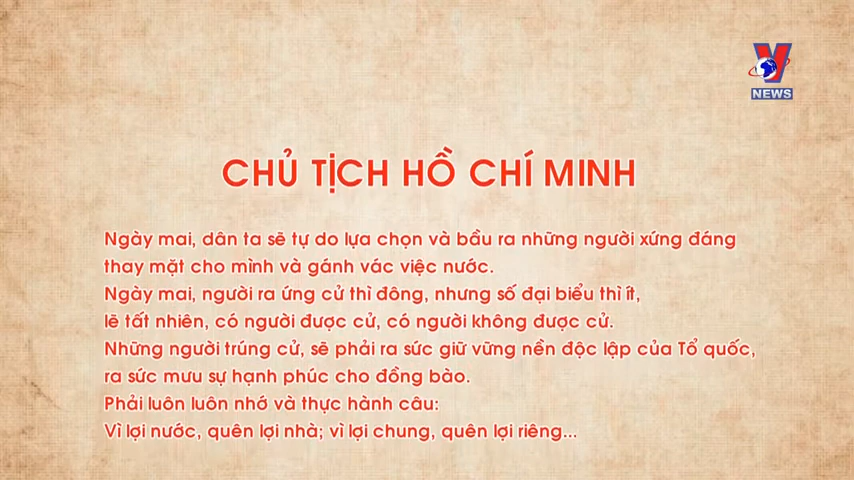 V
NEWS
CHỦ TỊCH HỒ CHÍ MINH
Ngày mai, dân ta sẽ tự do lựa chọn và bầu ra những người xứng đáng
thay mặt cho mình và gánh vác việc nước.
Ngày mai, người ra ứng cử thì đông, nhưng số đại biểu thì ít,
lẽ tất nhiên, có người được cử, có người không được cử.
Những người trúng cử, sẽ phải ra sức giữ vững nền độc lập của Tổ quốc,
ra sức mưu sự hạnh phúc cho đồng bào.
Phải luôn luôn nhớ và thực hành câu:
Vì lợi nước, quên lợi nhà; vì lợi chung, quên lợi riêng...